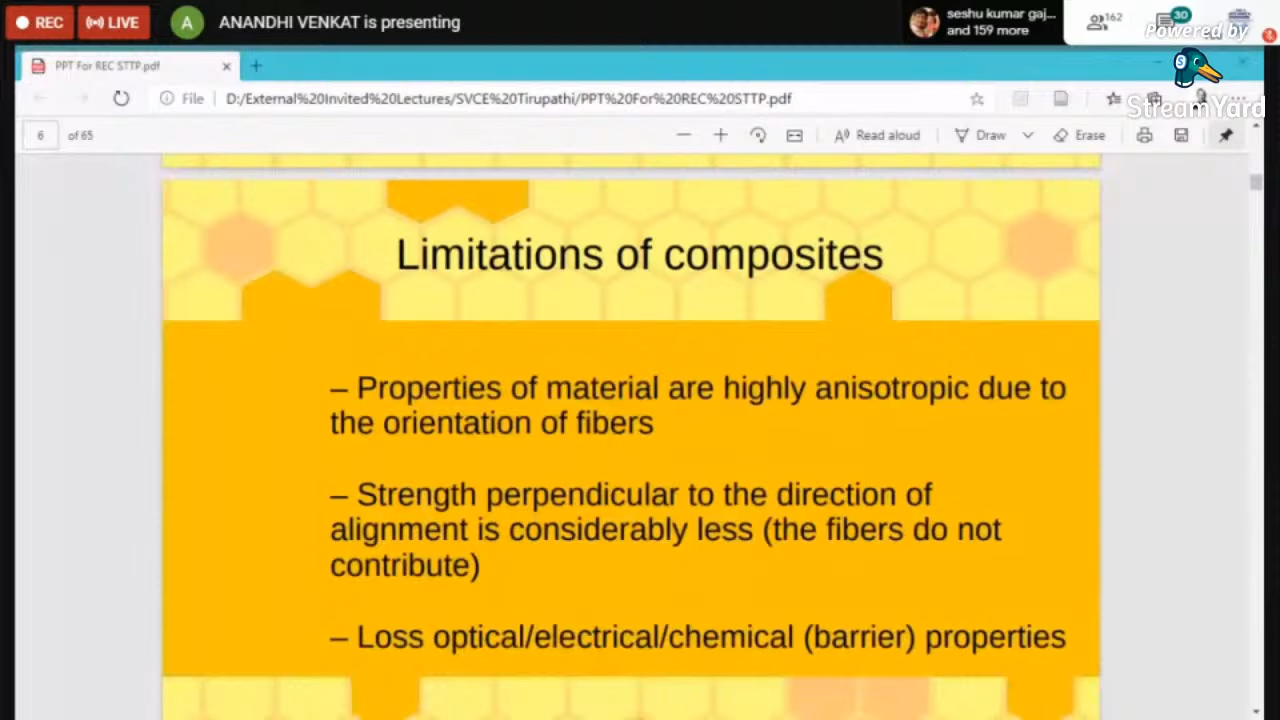 REC
LIVE
A
ANANDHI VENKAT is presenting
seshu kumar gaj...
and 159 more
162
30
Powered by
StreamYard
PPT For REC STTP.pdf
File
D:/External%20Invited%20Lectures/SVCE%20Tirupathi/PPT%20For%20REC%20STTP.pdf
6 of 65
Read aloud
Draw
Erase
Limitations of composites
– Properties of material are highly anisotropic due to
the orientation of fibers
– Strength perpendicular to the direction of
alignment is considerably less (the fibers do not
contribute)
– Loss optical/electrical/chemical (barrier) properties